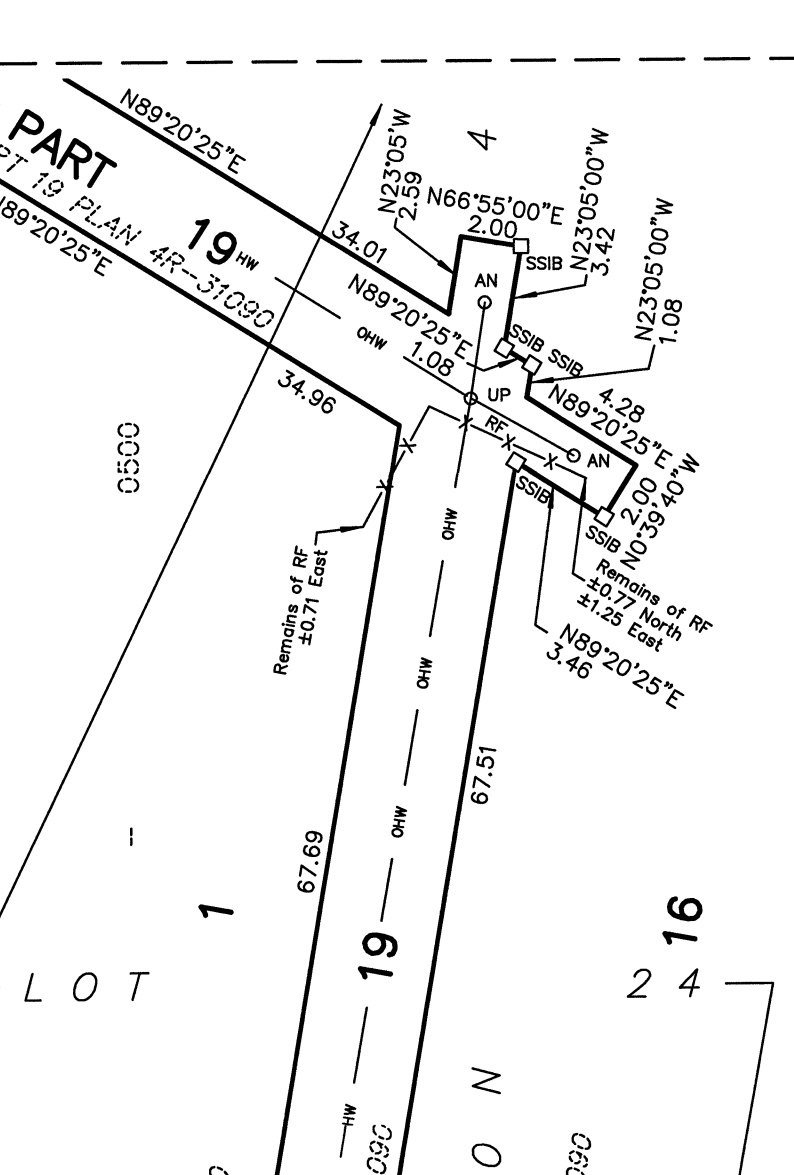 N89°20'25"E
PART
PT 19 PLAN 4R-31090
19
HW
N89°20'25"E
34.01
N23°05'W
2.59
4
N66°55'00"E
2.00
SSIB
N23°05'00"W
3.42
N23°05'00"W
1.08
AN
N89°20'25"E
1.08
OHW
SSIB
SSIB
UP
RF
4.28
N89°20'25"E
AN
34.96
0500
SSIB
2.00
N0°39'40"W
SSIB
OHW
Remains of RF
±0.71 East
Remains of RF
±0.77 North
±1.25 East
N89°20'25"E
3.46
OHW
67.51
OHW
67.69
1
19
16
LOT
24
HW
090
O N
090